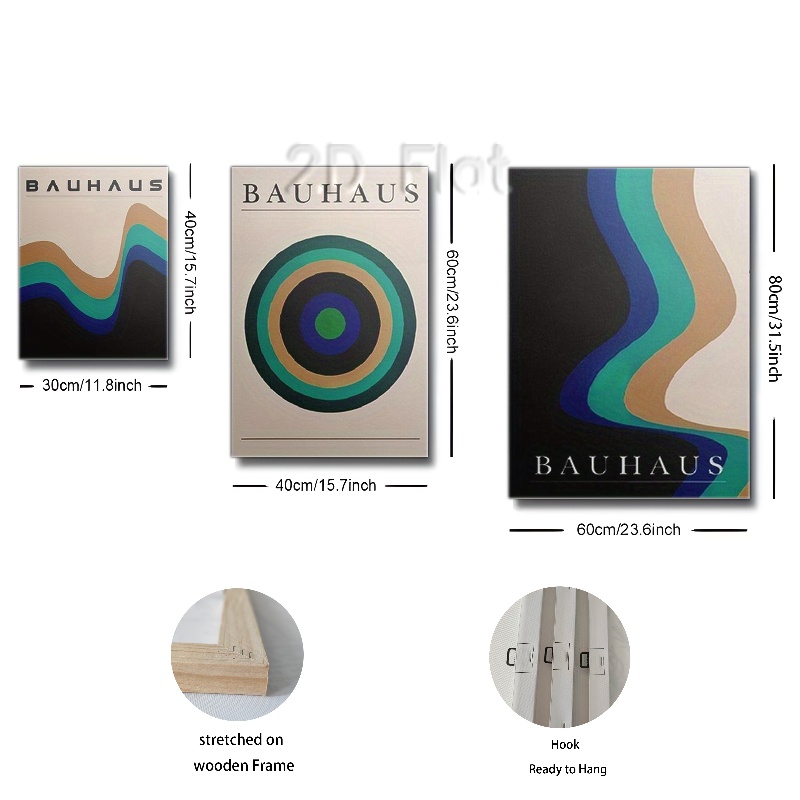 2D Flat
BAUHAUS
BAUHAUS
BAUHAUS
40cm/15.7inch
60cm/23.6inch
80cm/31.5inch
30cm/11.8inch
40cm/15.7inch
60cm/23.6inch
stretched on
wooden Frame
Hook
Ready to Hang